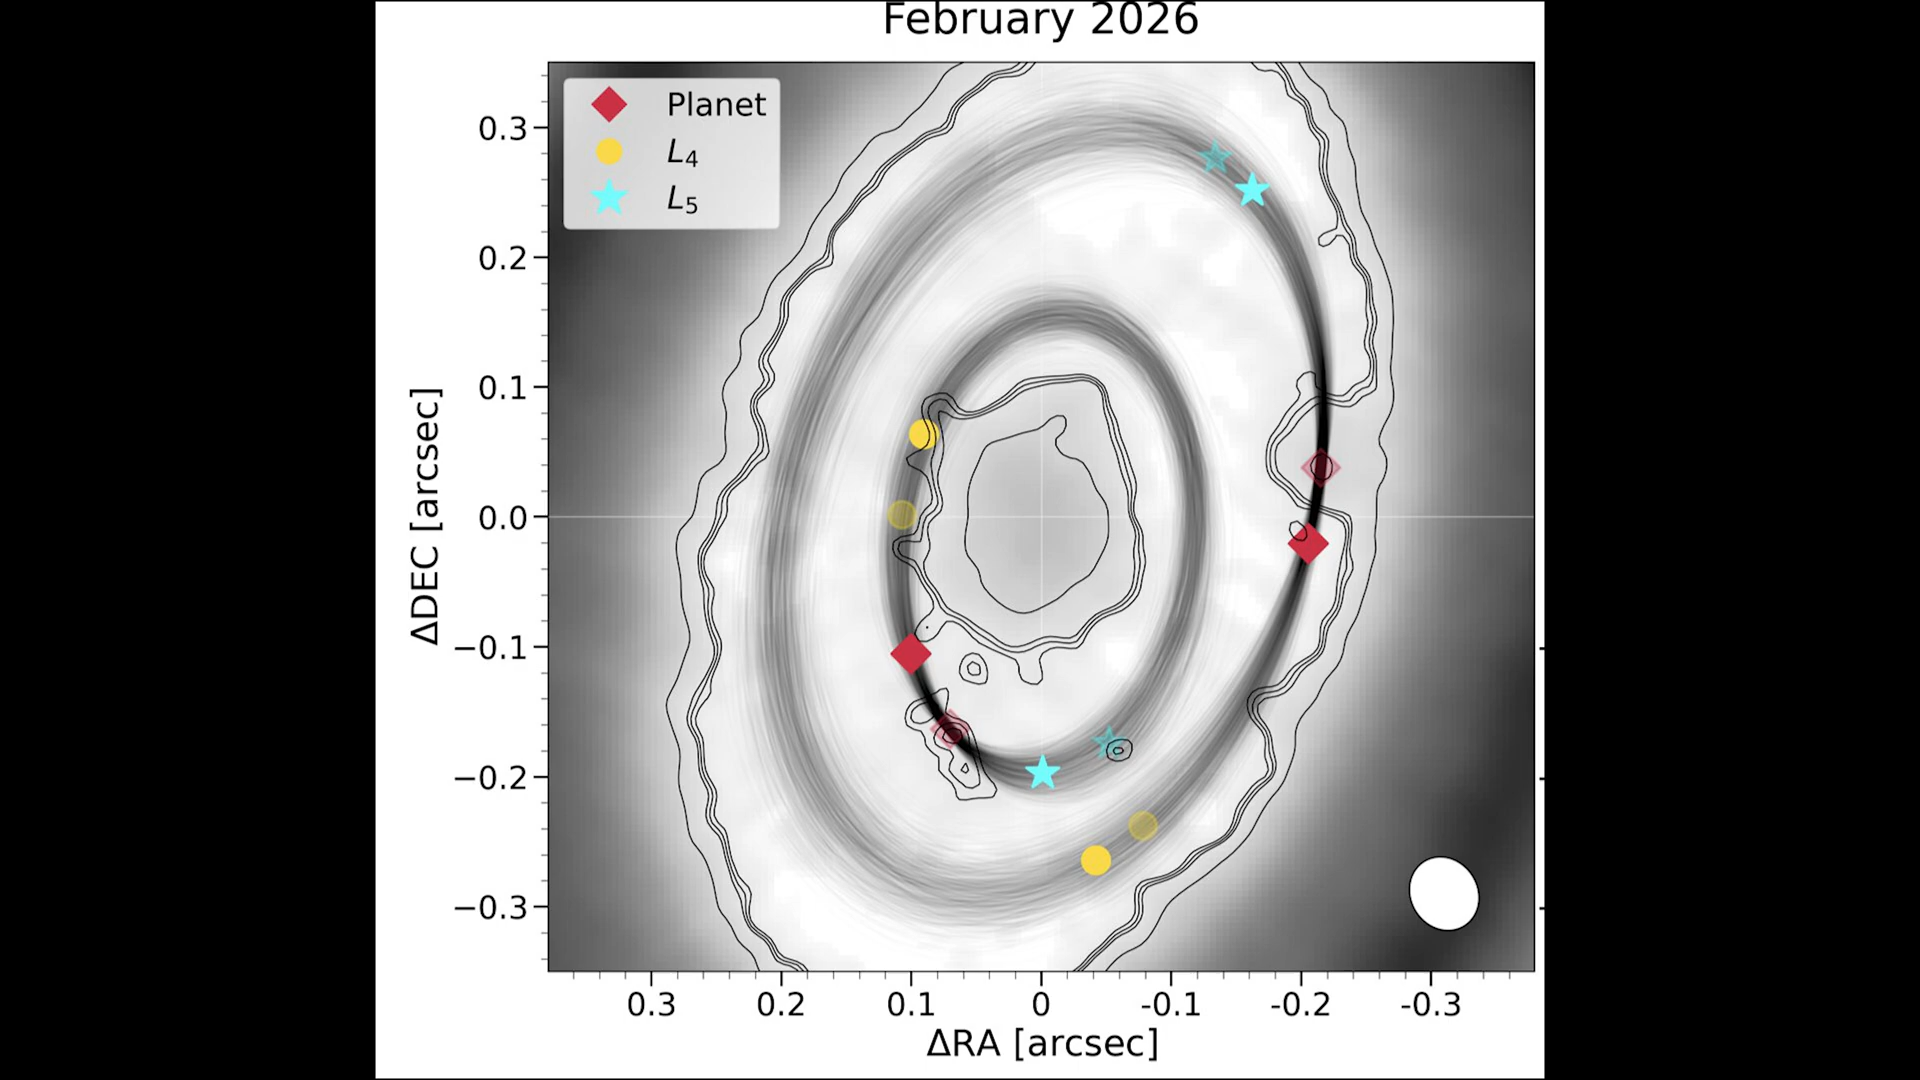 February 2026
Planet
L₄
L₅
0.3
0.2
0.1
0.0
−0.1
−0.2
−0.3
ΔDEC [arcsec]
0.3 0.2 0.1 0 -0.1 -0.2 -0.3
ΔRA [arcsec]